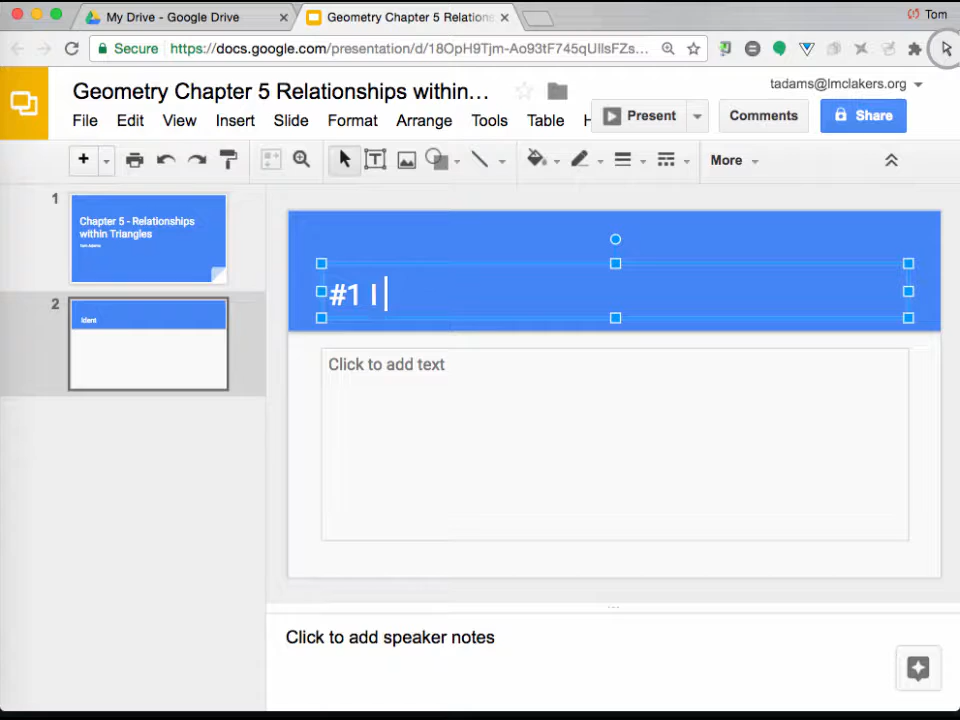 My Drive - Google Drive
Geometry Chapter 5 Relations
Tom
Secure https://docs.google.com/presentation/d/18OpH9Tjm-Ao93tF745qUllsFZs...
Geometry Chapter 5 Relationships within...
tadams@lmclakers.org
File Edit View Insert Slide Format Arrange Tools Table H
Present
Comments
Share
More
1
Chapter 5 - Relationships
within Triangles
Tom Adams
2
Ident
#1 I
Click to add text
Click to add speaker notes